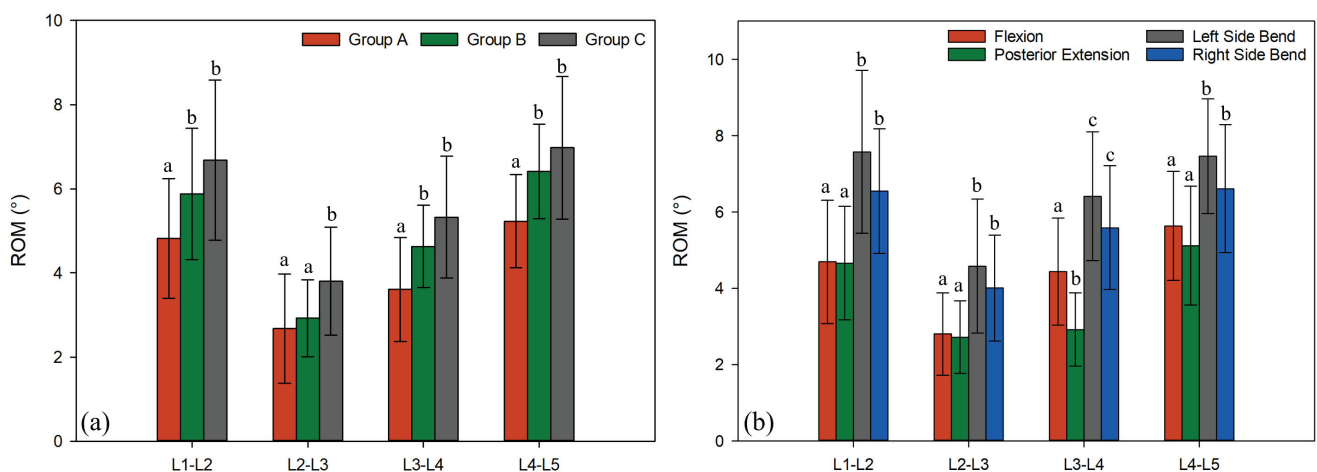 10
8
6
4
2
0
ROM (°)
Group A Group B Group C
a b b
a a b
a b b
a b b
(a)
L1-L2 L2-L3 L3-L4 L4-L5
10
8
6
4
2
0
ROM (°)
Flexion Left Side Bend
Posterior Extension Right Side Bend
a a b b
a a b b
a b c c
a a b b
(b)
L1-L2 L2-L3 L3-L4 L4-L5